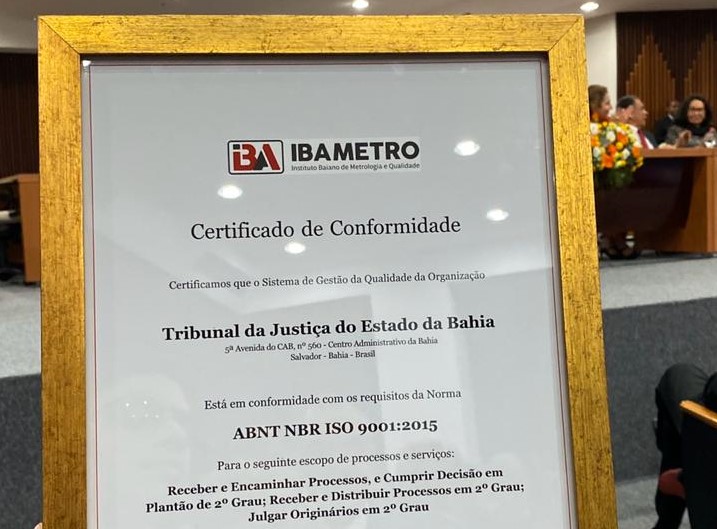 IBA IBAMETRO
Instituto Baiano de Metrologia e Qualidade
Certificado de Conformidade
Certificamos que o Sistema de Gestão da Qualidade da Organização
Tribunal da Justiça do Estado da Bahia
5ª Avenida do CAB, nº 560 - Centro Administrativo da Bahia
Salvador - Bahia - Brasil
Está em conformidade com os requisitos da Norma
ABNT NBR ISO 9001:2015
Para o seguinte escopo de processos e serviços:
Receber e Encaminhar Processos, e Cumprir Decisão em
Plantão de 2º Grau; Receber e Distribuir Processos em 2º Grau;
Julgar Originários em 2º Grau